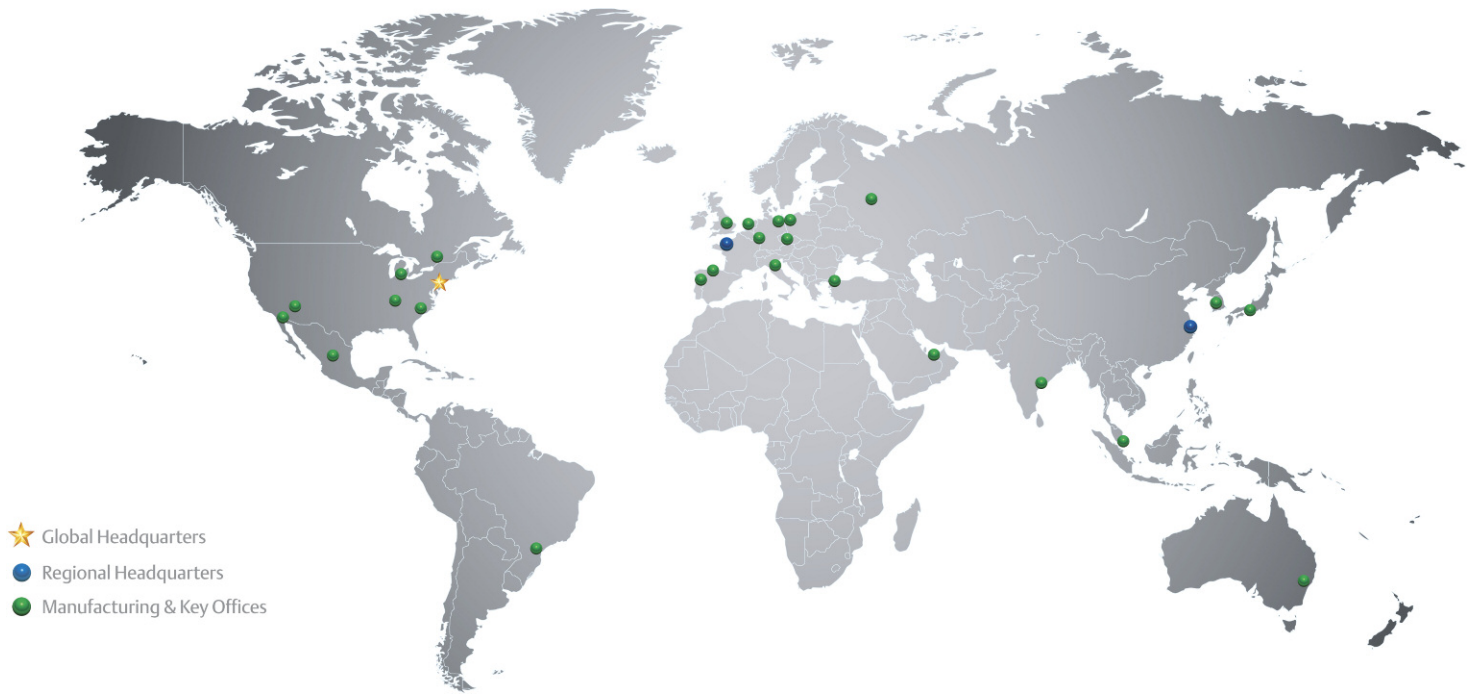 Global Headquarters
Regional Headquarters
Manufacturing & Key Offices